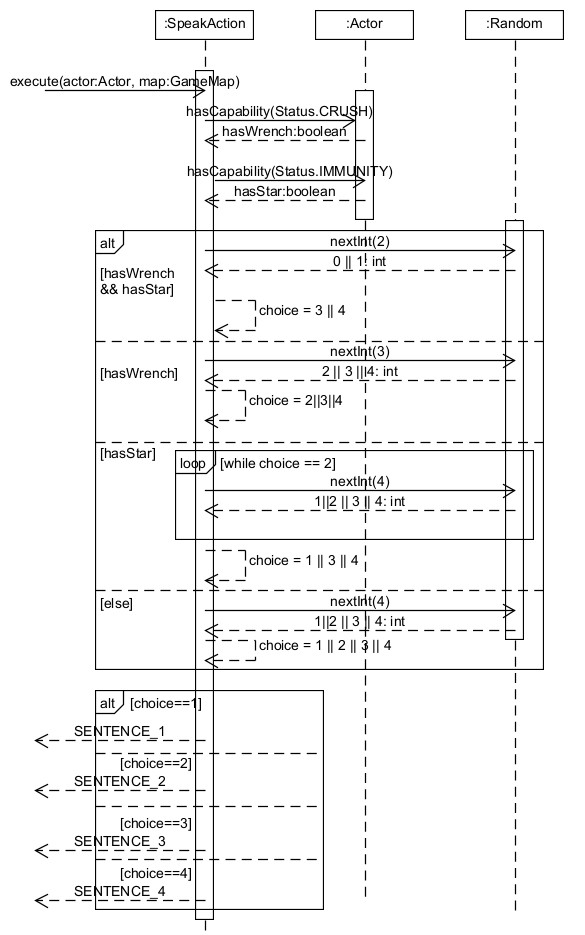 :SpeakAction
:Actor
:Random
execute(actor:Actor, map:GameMap)
hasCapability(Status.CRUSH)
hasWrench:boolean
hasCapability(Status.IMMUNITY)
hasStar:boolean
alt
nextInt(2)
0 || 1: int
[hasWrench
&& hasStar]
choice = 3 || 4
nextInt(3)
[hasWrench]
2 || 3 ||4: int
choice = 2||3||4
[hasStar]
loop
[while choice == 2]
nextInt(4)
1||2 || 3 || 4: int
choice = 1 || 3 || 4
[else]
nextInt(4)
1||2 || 3 || 4: int
choice = 1 || 2 || 3 || 4
alt
[choice==1]
SENTENCE_1
[choice==2]
SENTENCE_2
[choice==3]
SENTENCE_3
[choice==4]
SENTENCE_4